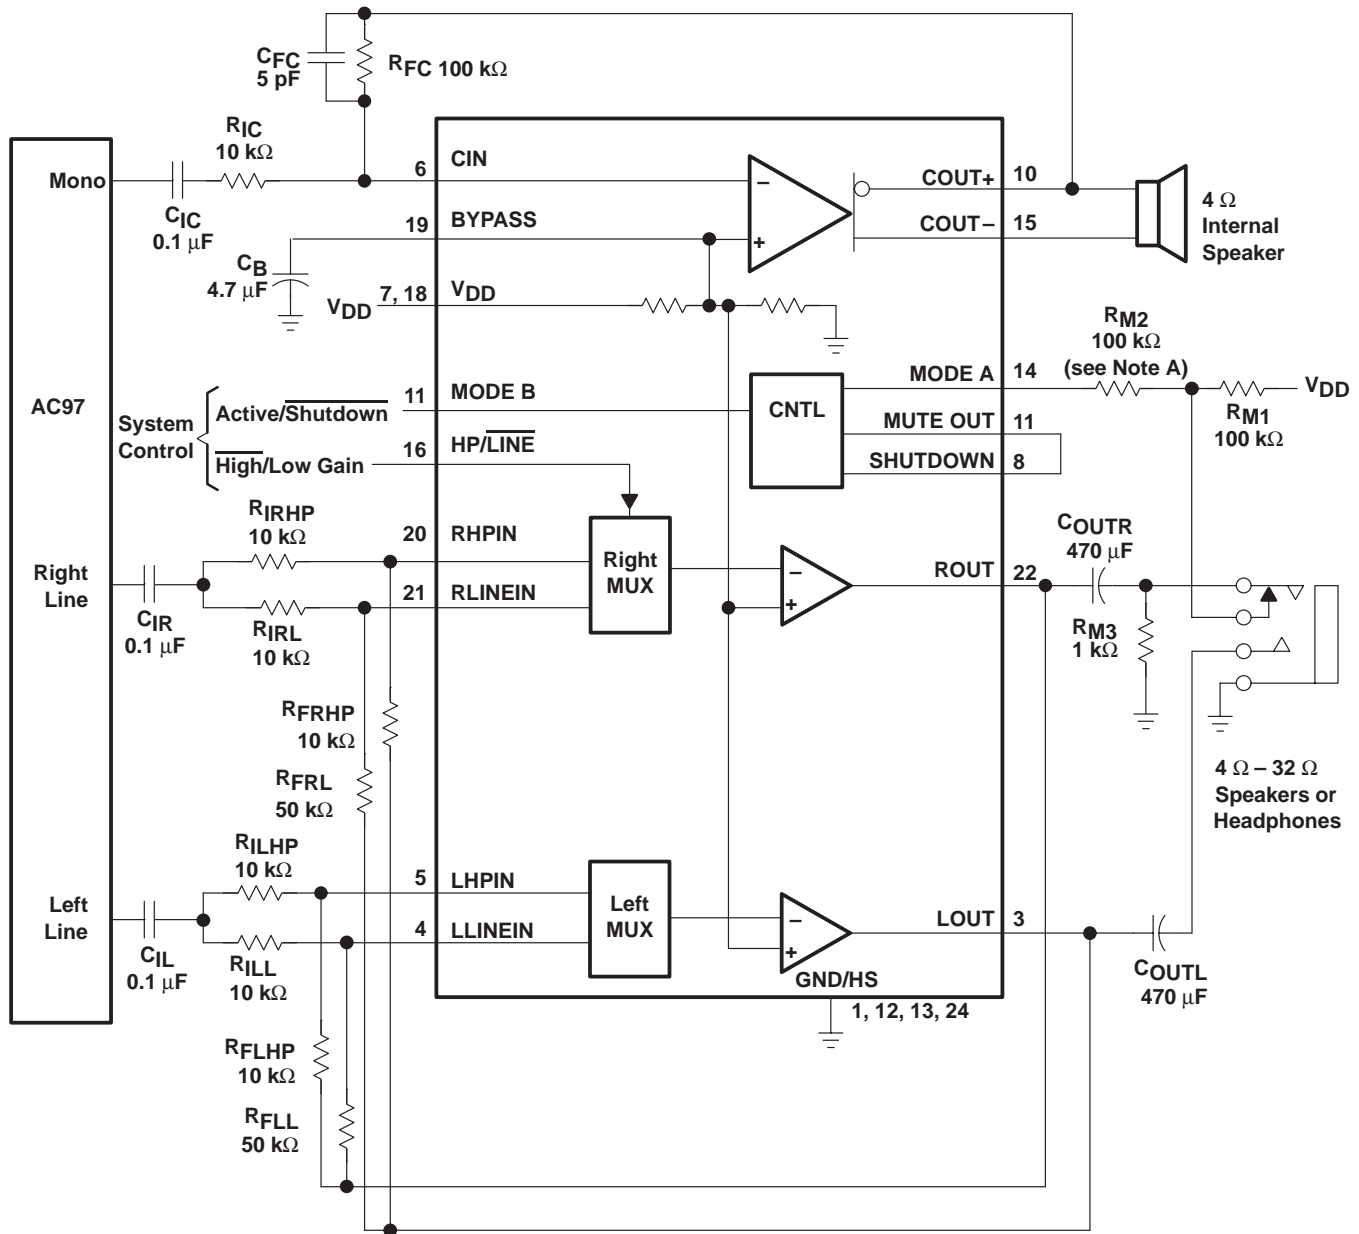 CFC
5 pF
RFC 100 kΩ
RIC
10 kΩ
Mono
CIC
0.1 μF
6
CIN
−
+
COUT+
10
COUT−
15
4 Ω
Internal
Speaker
19
BYPASS
CB
4.7 μF
VDD
7, 18
VDD
RM2
100 kΩ
(see Note A)
VDD
RM1
100 kΩ
AC97
System
Control
Active/Shutdown
11
MODE B
High/Low Gain
16
HP/LINE
CNTL
MODE A
14
MUTE OUT
11
SHUTDOWN
8
RIRHP
10 kΩ
20
RHPIN
Right
Line
CIR
0.1 μF
21
RLINEIN
RIRL
10 kΩ
Right
MUX
−
+
ROUT
22
COUTR
470 μF
RM3
1 kΩ
RFRHP
10 kΩ
RFRL
50 kΩ
4 Ω – 32 Ω
Speakers or
Headphones
RILHP
10 kΩ
5
LHPIN
Left
Line
CIL
0.1 μF
4
LLINEIN
RILL
10 kΩ
Left
MUX
−
+
LOUT
3
COUTL
470 μF
GND/HS
1, 12, 13, 24
RFLHP
10 kΩ
RFLL
50 kΩ